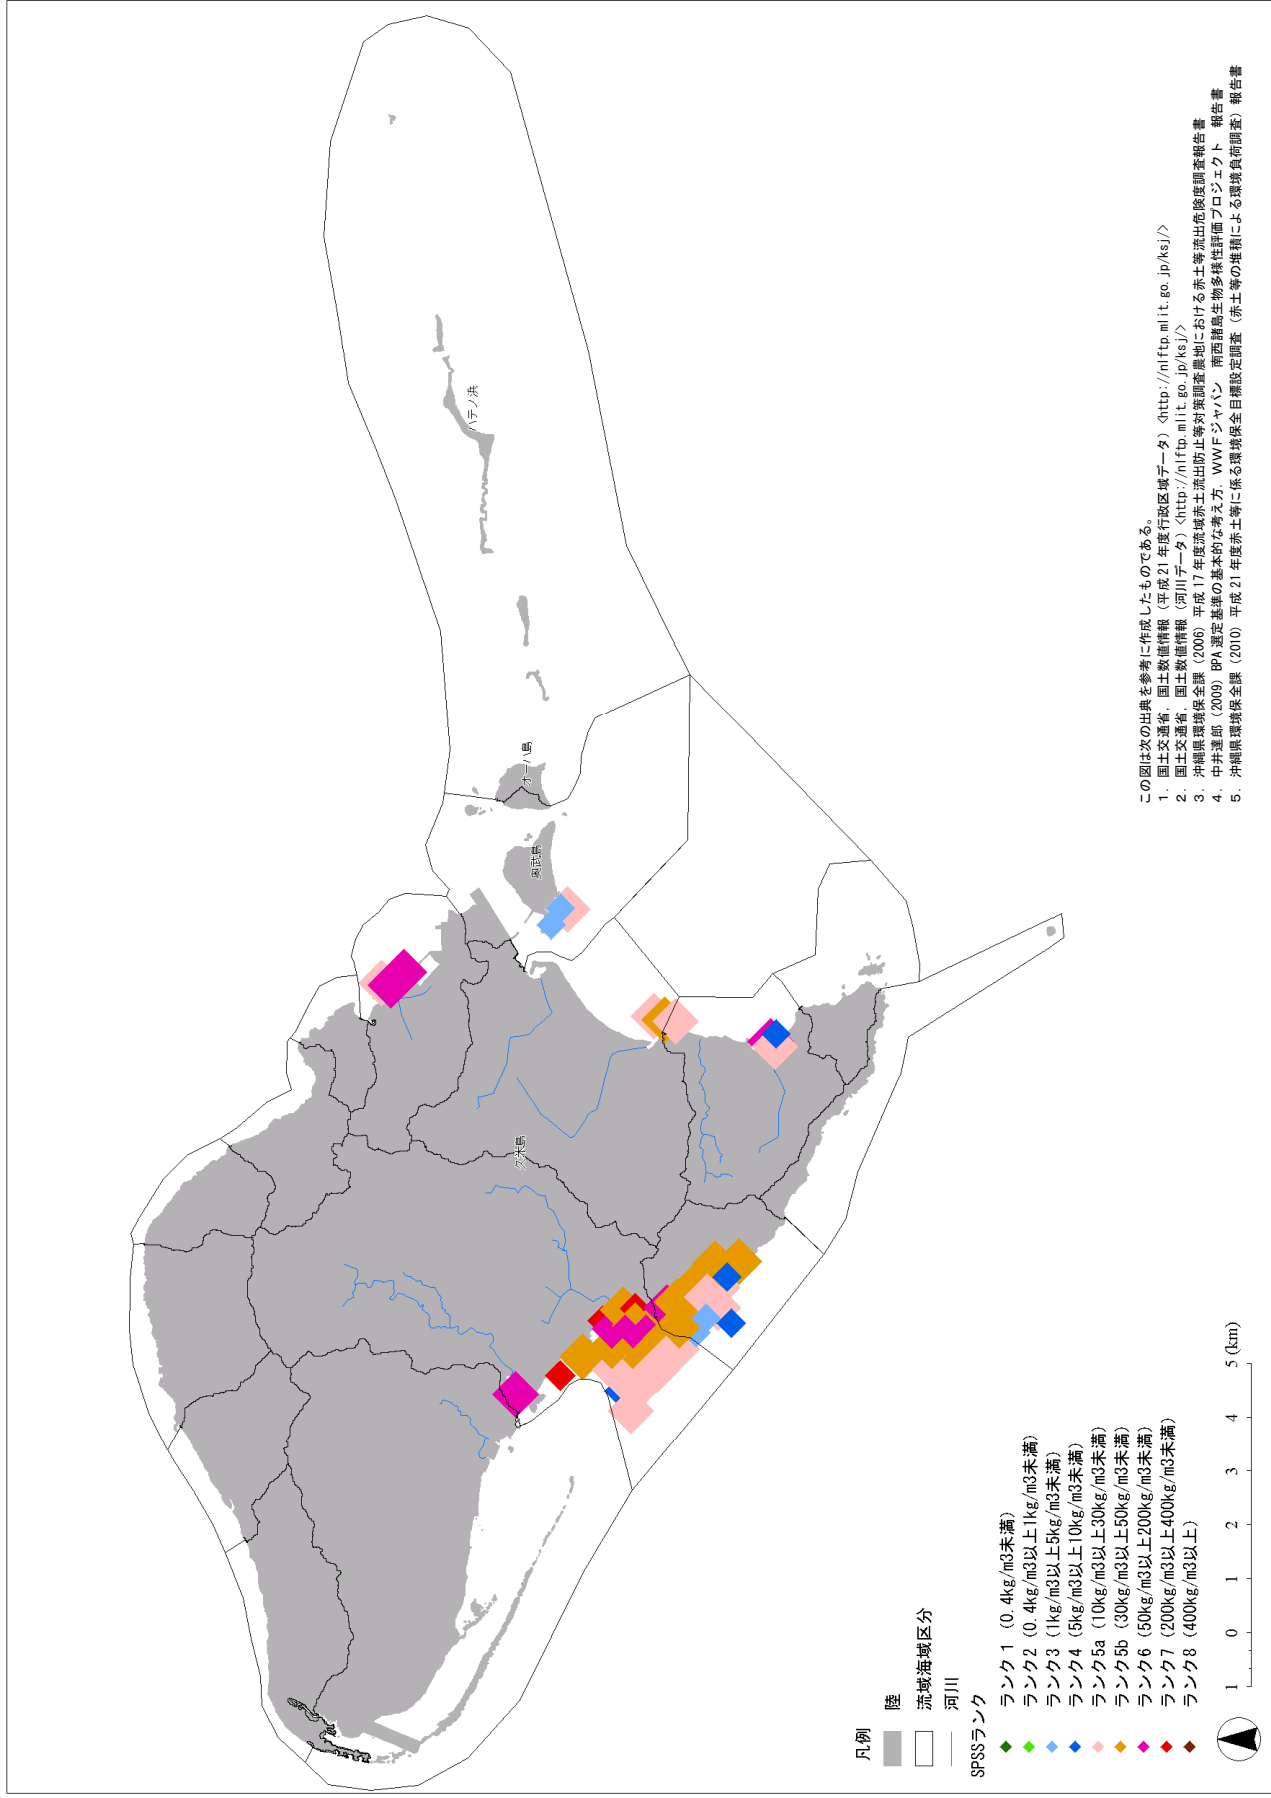 ハテノ浜
オーハ島
奥武島
久米島
凡例
陸
流域海域区分
河川
SPSSランク
ランク1 (0.4kg/m3未満)
ランク2 (0.4kg/m3以上1kg/m3未満)
ランク3 (1kg/m3以上5kg/m3未満)
ランク4 (5kg/m3以上10kg/m3未満)
ランク5a (10kg/m3以上30kg/m3未満)
ランク5b (30kg/m3以上50kg/m3未満)
ランク6 (50kg/m3以上200kg/m3未満)
ランク7 (200kg/m3以上400kg/m3未満)
ランク8 (400kg/m3以上)
1 0 1 2 3 4 5 (km)
この図は次の出典を参考に作成したものである。
1. 国土交通省. 国土数値情報 (平成21年度行政区域データ) <http://nlftp.mlit.go.jp/ksj/>
2. 国土交通省. 国土数値情報 (河川データ) <http://nlftp.mlit.go.jp/ksj/>
3. 沖縄県環境保全課 (2006) 平成17年度流域赤土流出防止等対策調査農地における赤土等流出危険度調査報告書
4. 中井達郎 (2009) BPA選定基準の基本的な考え方. WWFジャパン 南西諸島生物多様性評価プロジェクト 報告書
5. 沖縄県環境保全課 (2010) 平成21年度赤土等に係る環境保全目標設定調査 (赤土等の堆積による環境負荷調査) 報告書